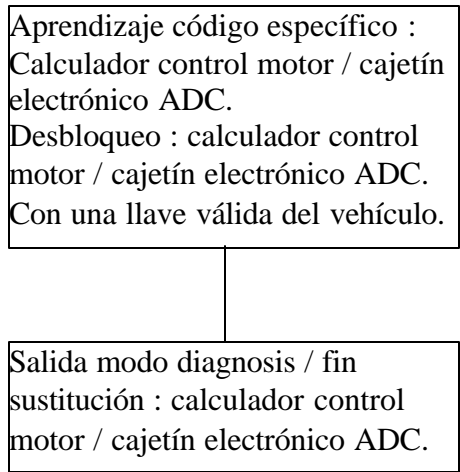 Aprendizaje código específico :
Calculador control motor / cajetín
electrónico ADC.
Desbloqueo : calculador control
motor / cajetín electrónico ADC.
Con una llave válida del vehículo.
Salida modo diagnosis / fin
sustitución : calculador control
motor / cajetín electrónico ADC.